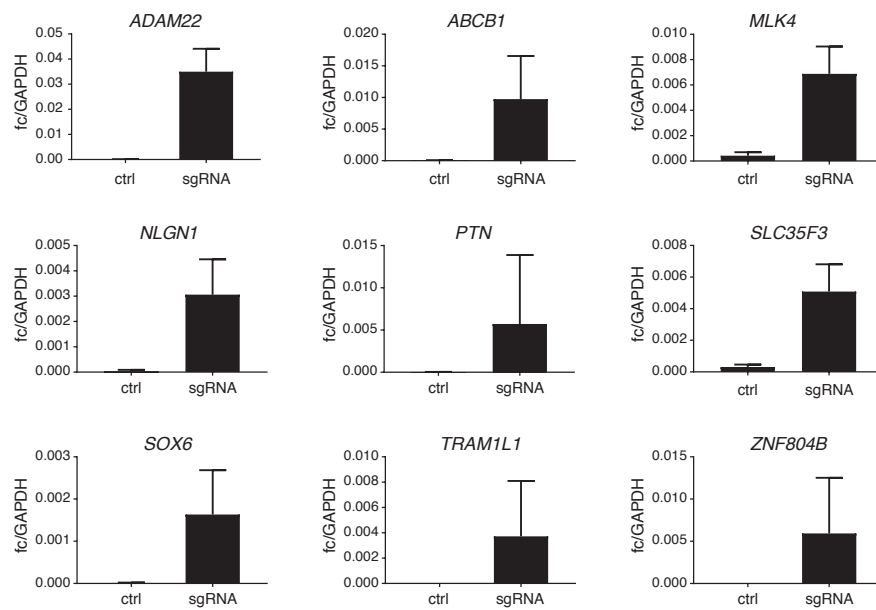 ADAM22
fc/GAPDH
0.05
0.04
0.03
0.02
0.01
0.00
ctrl
sgRNA
ABCB1
fc/GAPDH
0.020
0.015
0.010
0.005
0.000
ctrl
sgRNA
MLK4
fc/GAPDH
0.010
0.008
0.006
0.004
0.002
0.000
ctrl
sgRNA
NLGN1
fc/GAPDH
0.005
0.004
0.003
0.002
0.001
0.000
ctrl
sgRNA
PTN
fc/GAPDH
0.015
0.010
0.005
0.000
ctrl
sgRNA
SLC35F3
fc/GAPDH
0.008
0.006
0.004
0.002
0.000
ctrl
sgRNA
SOX6
fc/GAPDH
0.003
0.002
0.001
0.000
ctrl
sgRNA
TRAM1L1
fc/GAPDH
0.010
0.008
0.006
0.004
0.002
0.000
ctrl
sgRNA
ZNF804B
fc/GAPDH
0.015
0.010
0.005
0.000
ctrl
sgRNA